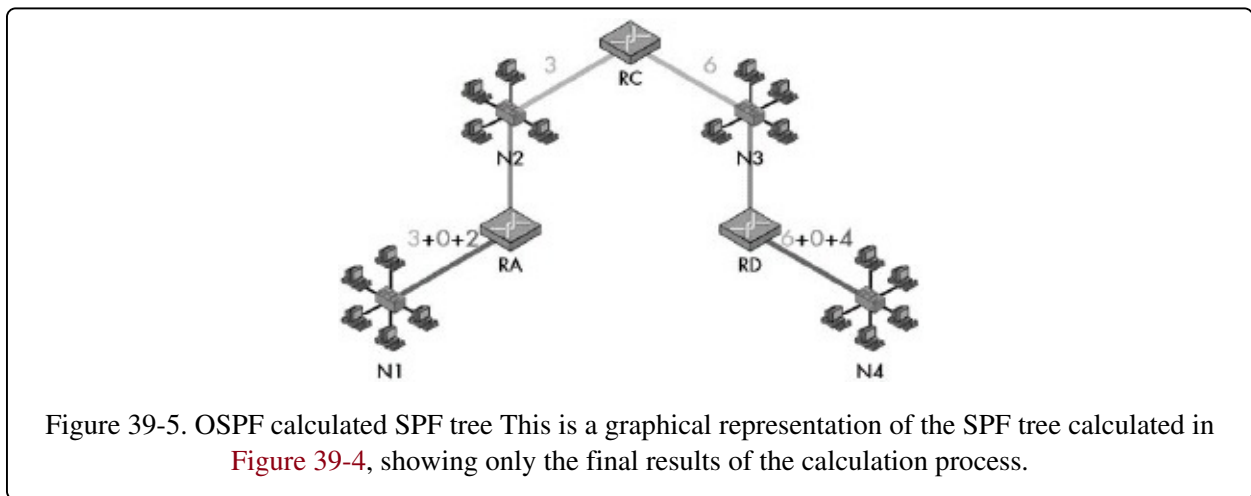 RC
3
6
N2
N3
3+0+2
6+0+4
RA
RD
N1
N4
Figure 39-5. OSPF calculated SPF tree This is a graphical representation of the SPF tree calculated in
Figure 39-4, showing only the final results of the calculation process.